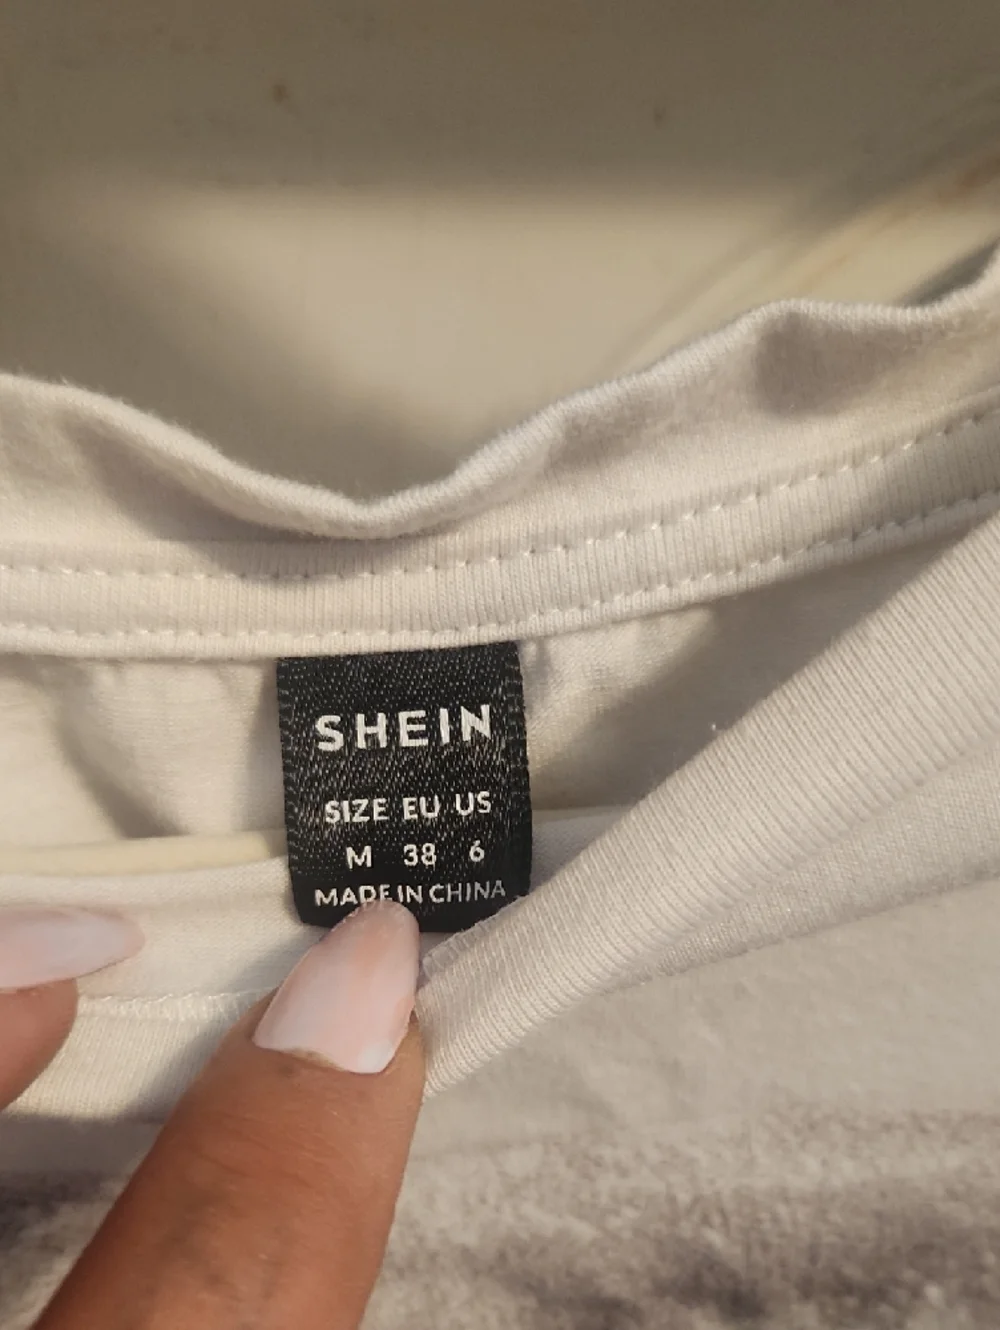 SHEIN
SIZE EU US
M 38 6
MADE IN CHINA